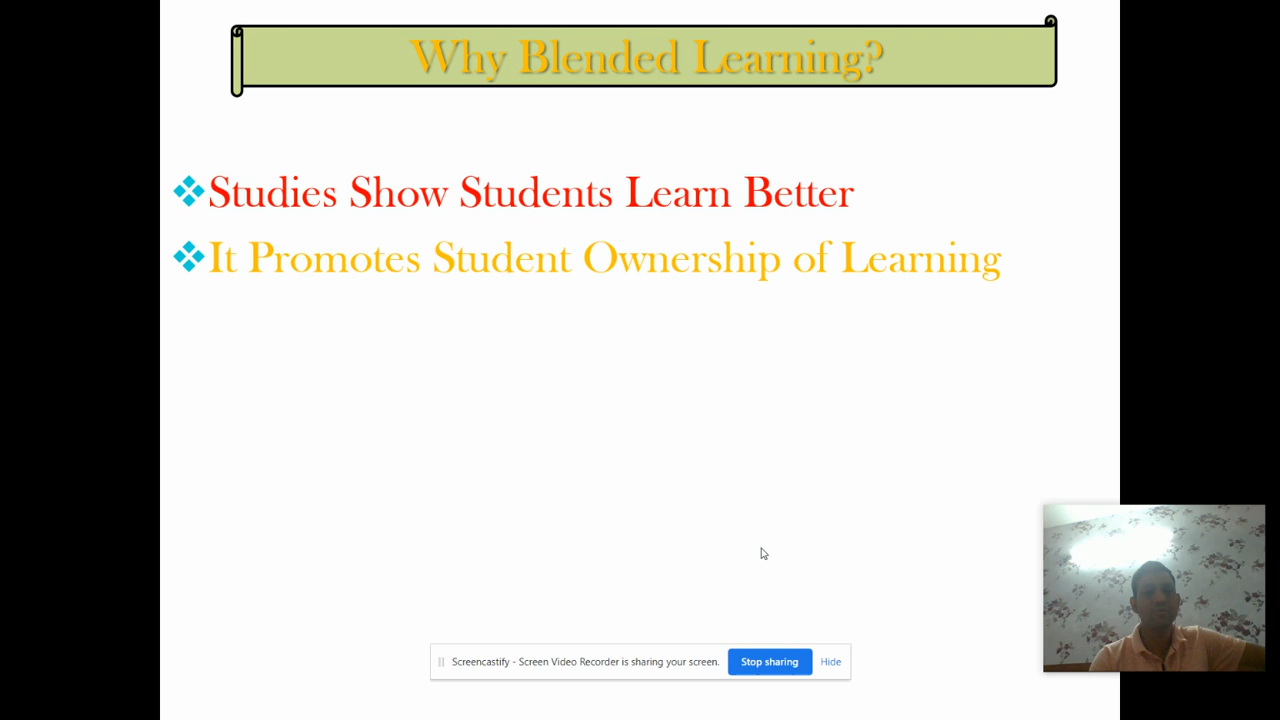 Why Blended Learning?
Studies Show Students Learn Better
It Promotes Student Ownership of Learning
Screencastify - Screen Video Recorder is sharing your screen. Stop sharing Hide